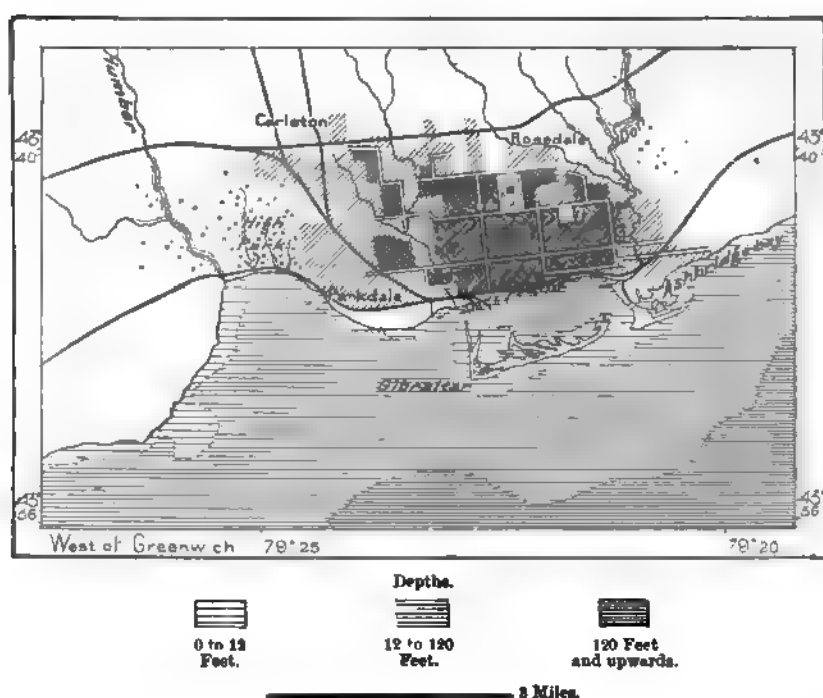 Humber
Carleton
Rosedale
Don
43° 40'
43° 40'
High Park
Parkdale
Ashbridge bay
Gibraltar
43° 56'
43° 56'
West of Greenwich 79° 25 79° 20
Depths.
0 to 12 Feet.
12 to 120 Feet.
120 Feet and upwards.
3 Miles.